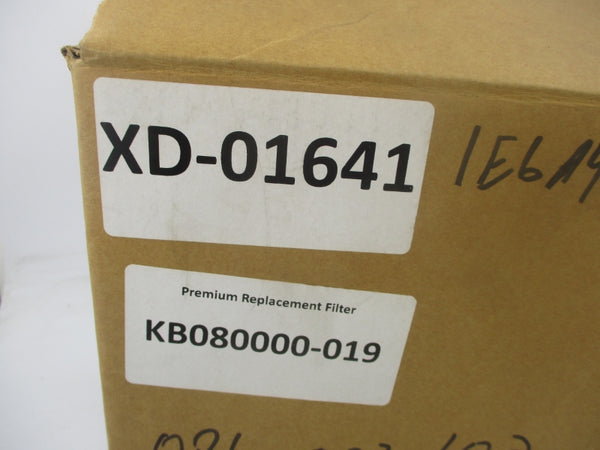 XD-01641
Premium Replacement Filter
KB080000-019